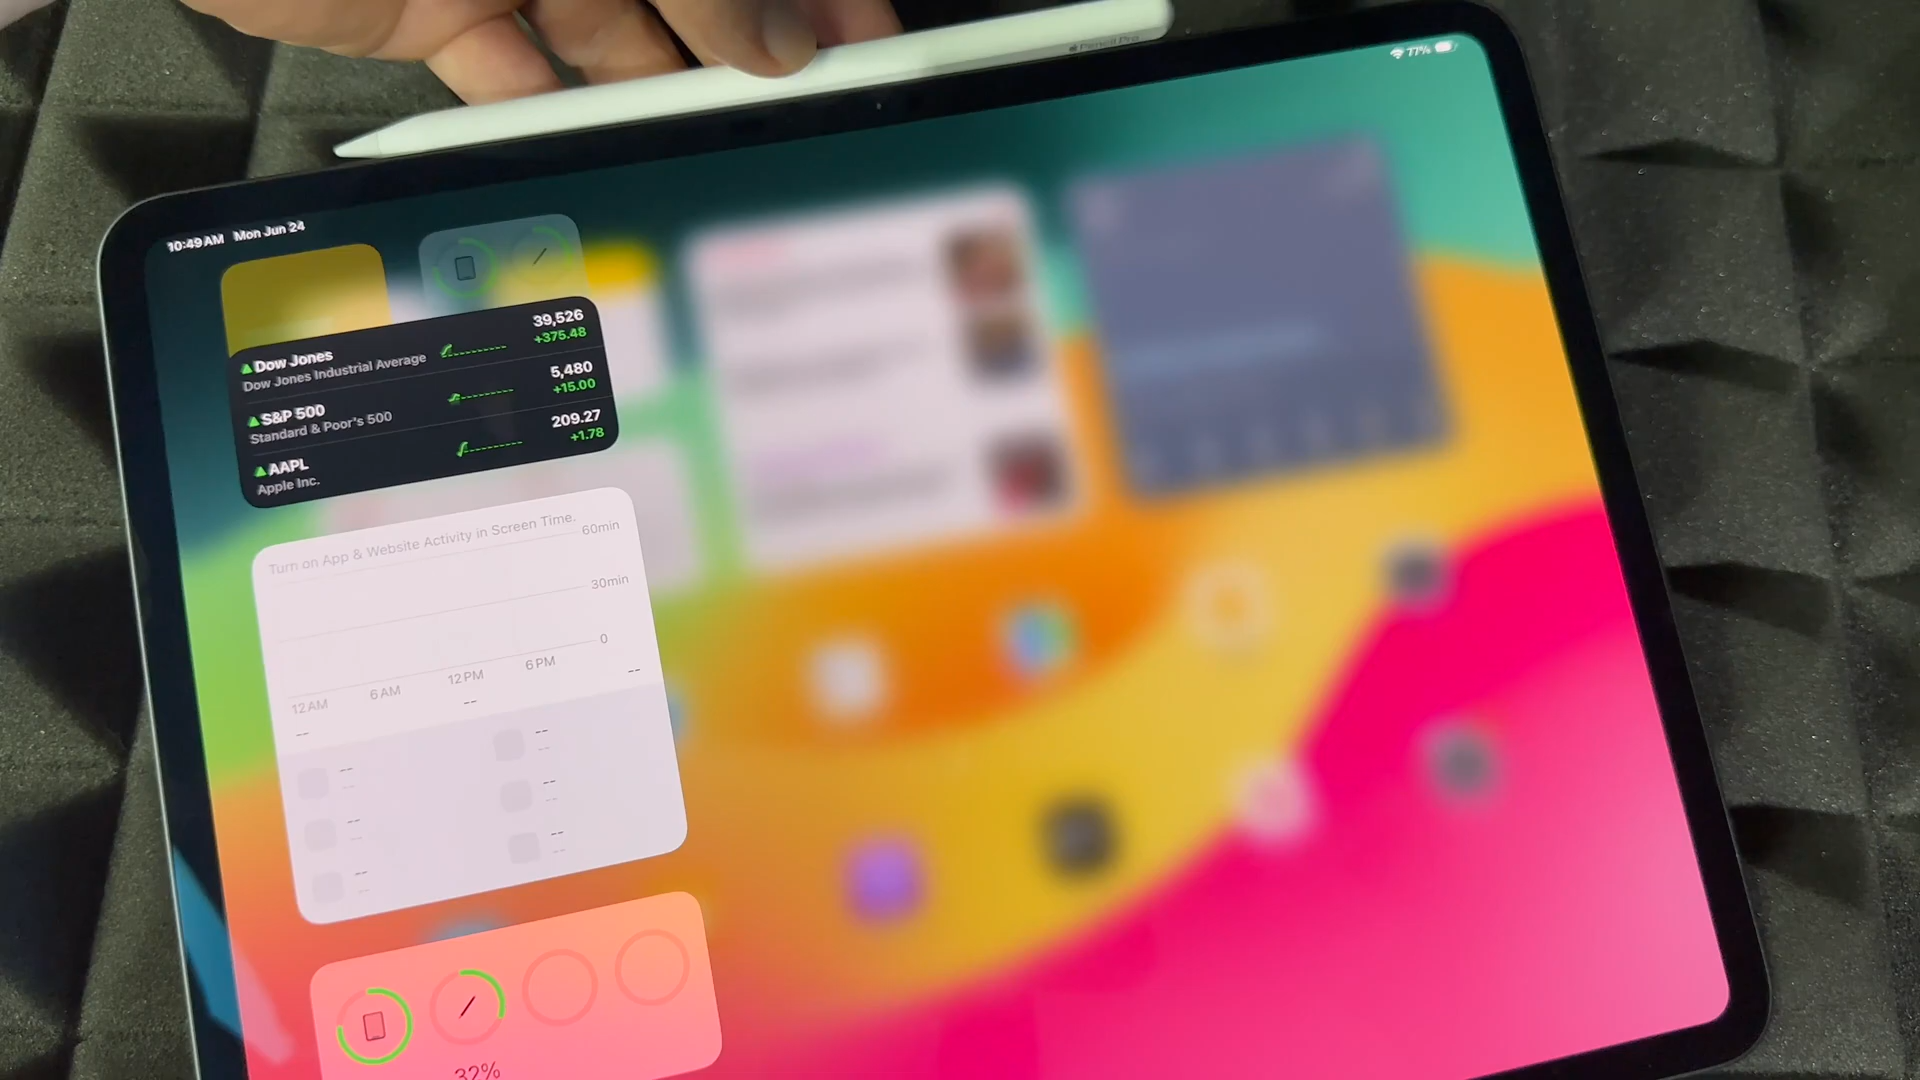 Pencil Pro
77%
10:49 AM Mon Jun 24
Dow Jones
Dow Jones Industrial Average
39,526
+375.48
S&P 500
Standard & Poor's 500
5,480
+15.00
AAPL
Apple Inc.
209.27
+1.78
Turn on App & Website Activity in Screen Time.
60min
30min
0
12 AM 6 AM 12 PM 6 PM
-- -- --
-- --
-- --
-- --
-- --
-- --
-- --
32%